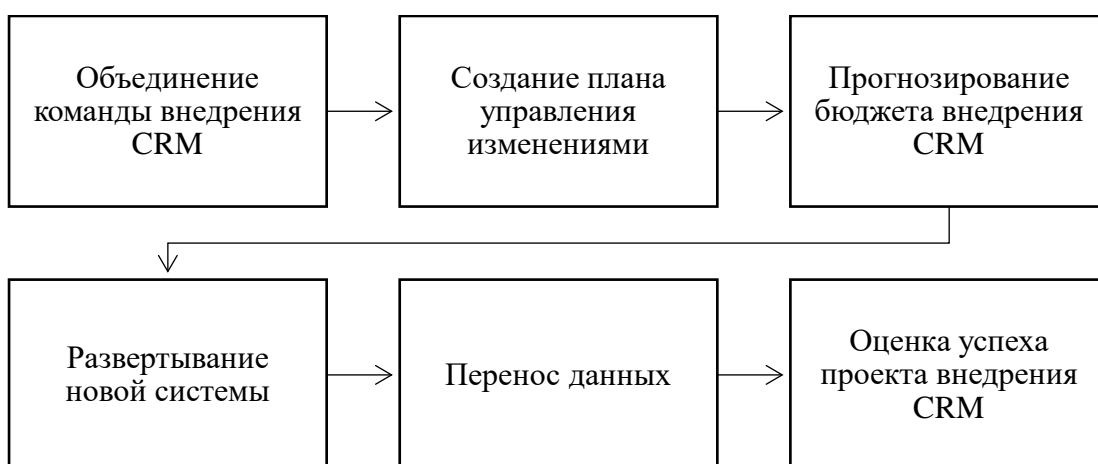 Объединение
команды внедрения
CRM
Создание плана
управления
изменениями
Прогнозирование
бюджета внедрения
CRM
Развертывание
новой системы
Перенос данных
Оценка успеха
проекта внедрения
CRM